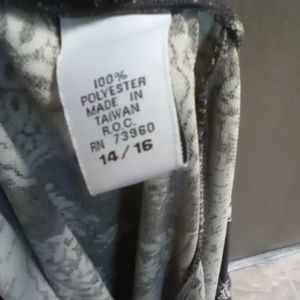 100%
POLYESTER
MADE IN
TAIWAN
R.O.C.
RN 73960
14/16